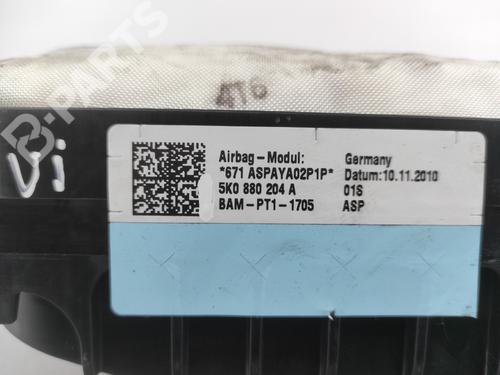 B-PARTS
416
Vi
Airbag-Modul: Germany
*671 ASPAYA02P1P* Datum:10.11.2010
5K0 880 204 A 01S
BAM-PT1-1705 ASP